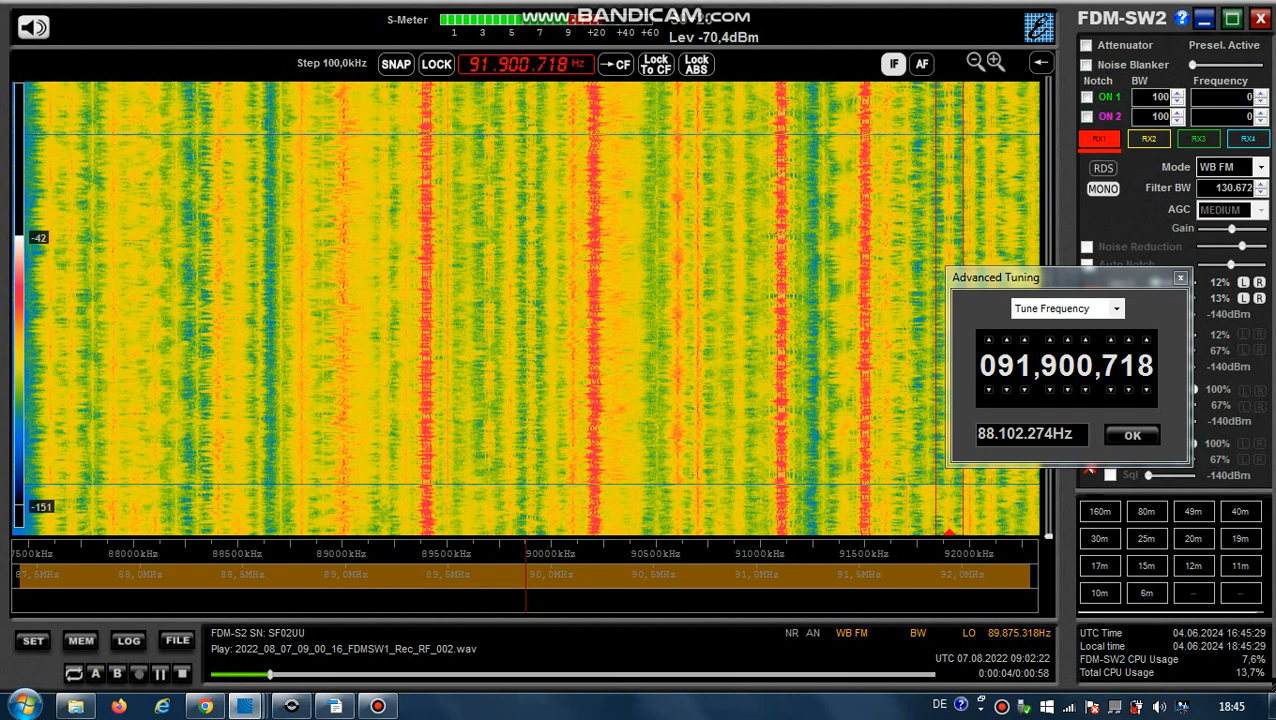 www.BANDICAM.com
S-Meter
1 3 5 7 9 +20 +40 +60
Lev -70,4dBm
FDM-SW2
Step 100,0kHz SNAP LOCK 91.900.718 Hz →CF Lock To CF Lock ABS IF AF
Attenuator Presel. Active
Noise Blanker
Notch BW Frequency
ON 1 100 0
ON 2 100 0
RX1 RX2 RX3 RX4
RDS Mode WB FM
MONO Filter BW 130.672
AGC MEDIUM
Gain
Noise Reduction
Auto Notch
-42
-151
Advanced Tuning
Tune Frequency
091,900,718
88.102.274Hz OK
12% L R
13% L R
-140dBm
12% L R
67% L R
-140dBm
100% L R
67% L R
-140dBm
100% L R
67% L R
Sql -140dBm
160m 80m 49m 40m
30m 25m 20m 19m
17m 15m 12m 11m
10m 6m -- --
7500kHz 88000kHz 88500kHz 89000kHz 89500kHz 90000kHz 90500kHz 91000kHz 91500kHz 92000kHz
87,5MHz 88,0MHz 88,5MHz 89,0MHz 89,5MHz 90,0MHz 90,5MHz 91,0MHz 91,5MHz 92,0MHz
SET MEM LOG FILE
A B
FDM-S2 SN: SF02UU NR AN WB FM BW LO 89.875.318Hz
Play: 2022_08_07_09_00_16_FDMSW1_Rec_RF_002.wav
UTC 07.08.2022 09:02:22
0:00:04/0:00:58
UTC Time 04.06.2024 16:45:29
Local time 04.06.2024 18:45:29
FDM-SW2 CPU Usage 7,6%
Total CPU Usage 13,7%
DE 18:45